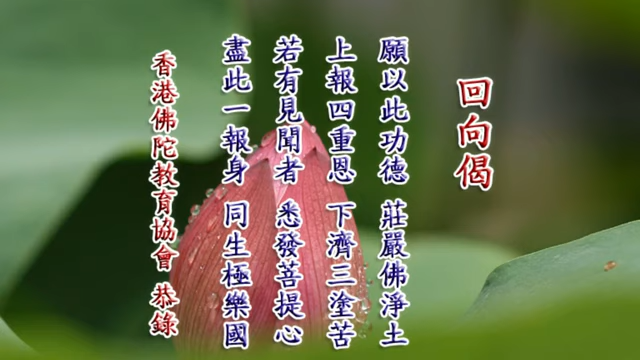 回向偈
願以此功德 莊嚴佛淨土
上報四重恩 下濟三塗苦
若有見聞者 悉發菩提心
盡此一報身 同生極樂國
香港佛陀教育協會 恭錄